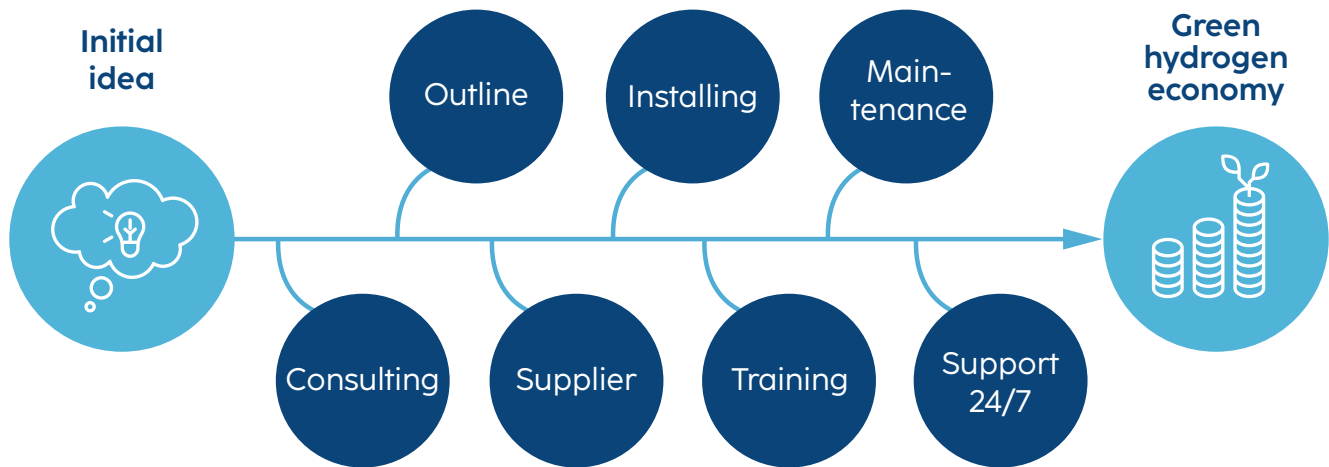 Initial
idea
Outline
Installing
Main-
tenance
Green
hydrogen
economy
Consulting
Supplier
Training
Support
24/7